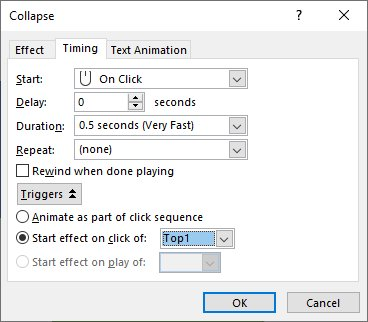 Collapse ? ×
Effect Timing Text Animation
Start: On Click
Delay: 0 seconds
Duration: 0.5 seconds (Very Fast)
Repeat: (none)
Rewind when done playing
Triggers
Animate as part of click sequence
Start effect on click of: Top1
Start effect on play of:
OK Cancel